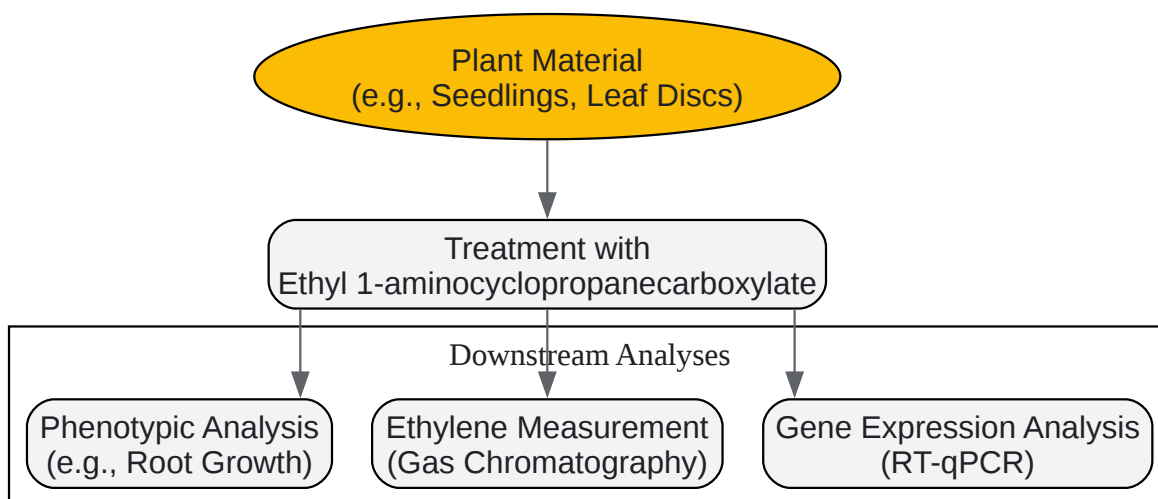 Plant Material
(e.g., Seedlings, Leaf Discs)
Treatment with
Ethyl 1-aminocyclopropanecarboxylate
Downstream Analyses
Phenotypic Analysis
(e.g., Root Growth)
Ethylene Measurement
(Gas Chromatography)
Gene Expression Analysis
(RT-qPCR)